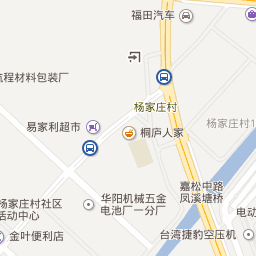 福田汽车
流程材料包装厂
杨家庄村
易家利超市
桐庐人家
杨家庄村1
嘉松中路
凤溪塘桥
杨家庄村社区
活动中心
华阳机械五金
电池厂一分厂
电动
金叶便利店
台湾捷豹空压机